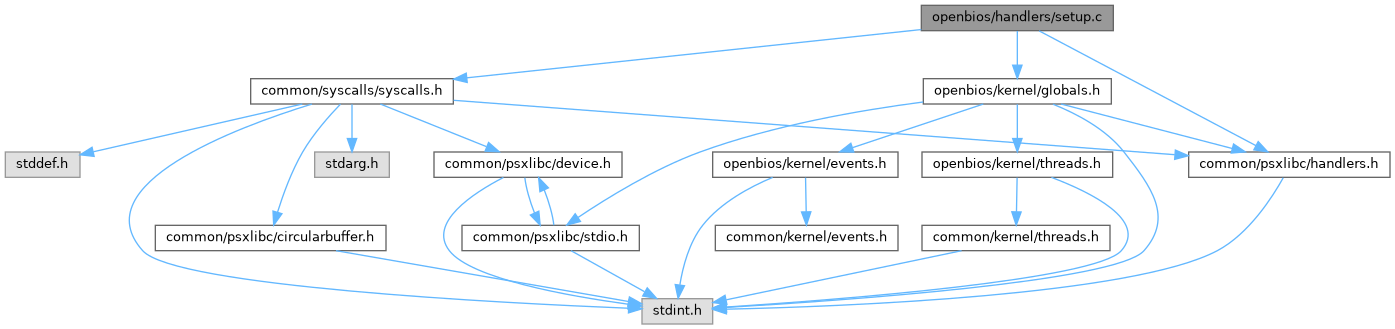 openbios/handlers/setup.c
common/syscalls/syscalls.h
openbios/kernel/globals.h
stddef.h
stdarg.h
common/psxlibc/device.h
openbios/kernel/events.h
openbios/kernel/threads.h
common/psxlibc/handlers.h
common/psxlibc/circularbuffer.h
common/psxlibc/stdio.h
common/kernel/events.h
common/kernel/threads.h
stdint.h